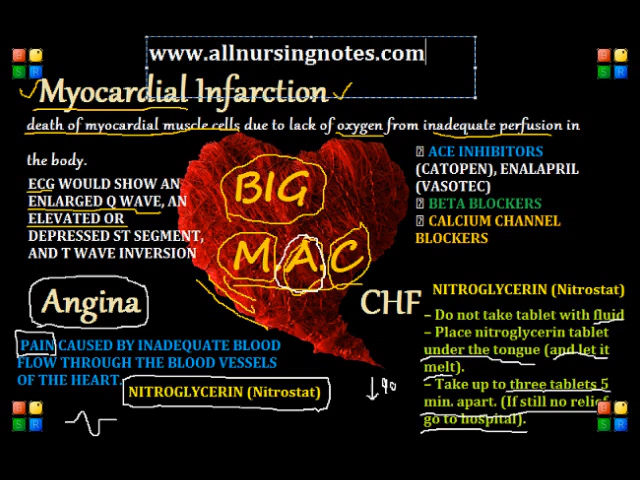 www.allnursingnotes.com
Myocardial Infarction
death of myocardial muscle cells due to lack of oxygen from inadequate perfusion in
the body.
ECG WOULD SHOW AN
ENLARGED Q WAVE, AN
ELEVATED OR
DEPRESSED ST SEGMENT,
AND T WAVE INVERSION
BIG
M.A.C
ACE INHIBITORS
(CATOPEN), ENALAPRIL
(VASOTEC)
BETA BLOCKERS
CALCIUM CHANNEL
BLOCKERS
Angina
CHF
PAIN CAUSED BY INADEQUATE BLOOD
FLOW THROUGH THE BLOOD VESSELS
OF THE HEART.
NITROGLYCERIN (Nitrostat)
NITROGLYCERIN (Nitrostat)
– Do not take tablet with fluid
– Place nitroglycerin tablet
under the tongue (and let it
melt).
– Take up to three tablets 5
min. apart. (If still no relief
go to hospital).
B
S R
B
S R
B
S R
B
S R